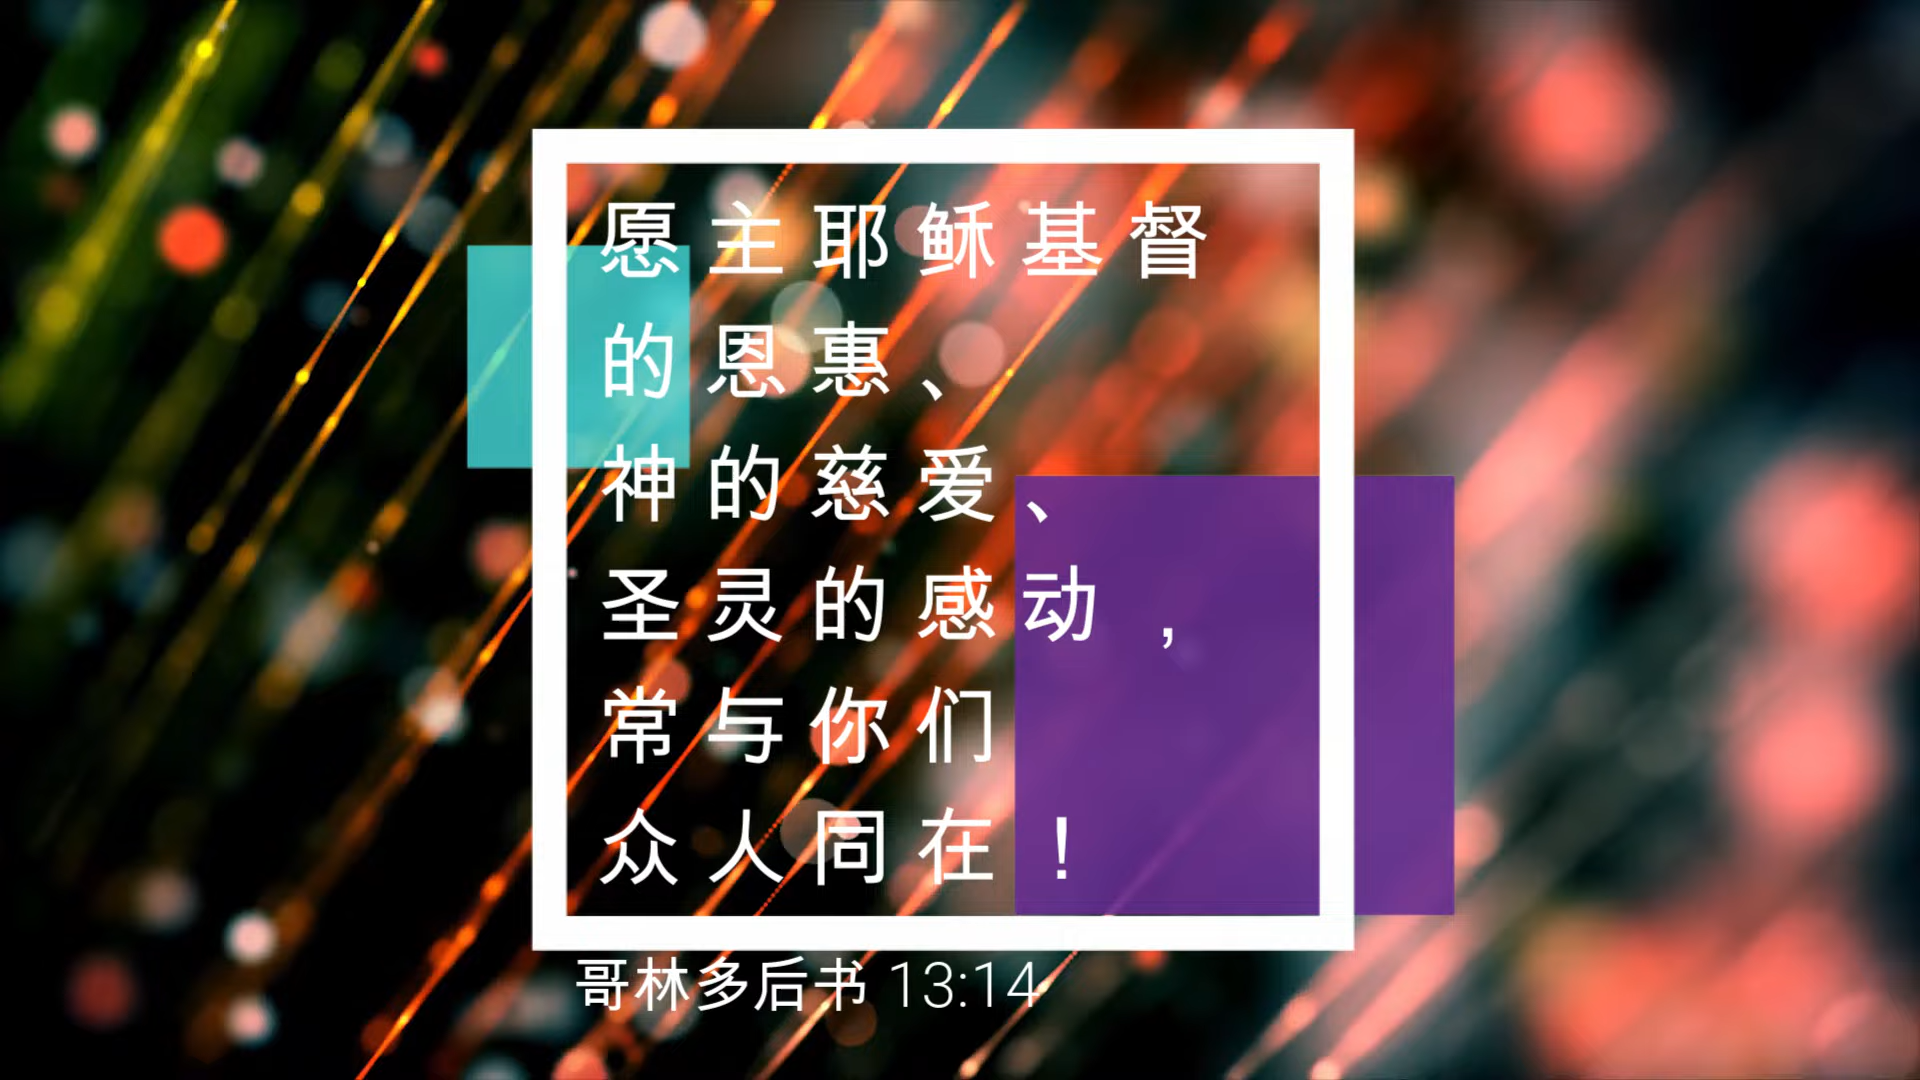 愿主耶稣基督
的恩惠、
神的慈爱、
圣灵的感动，
常与你们
众人同在！
哥林多后书 13:14